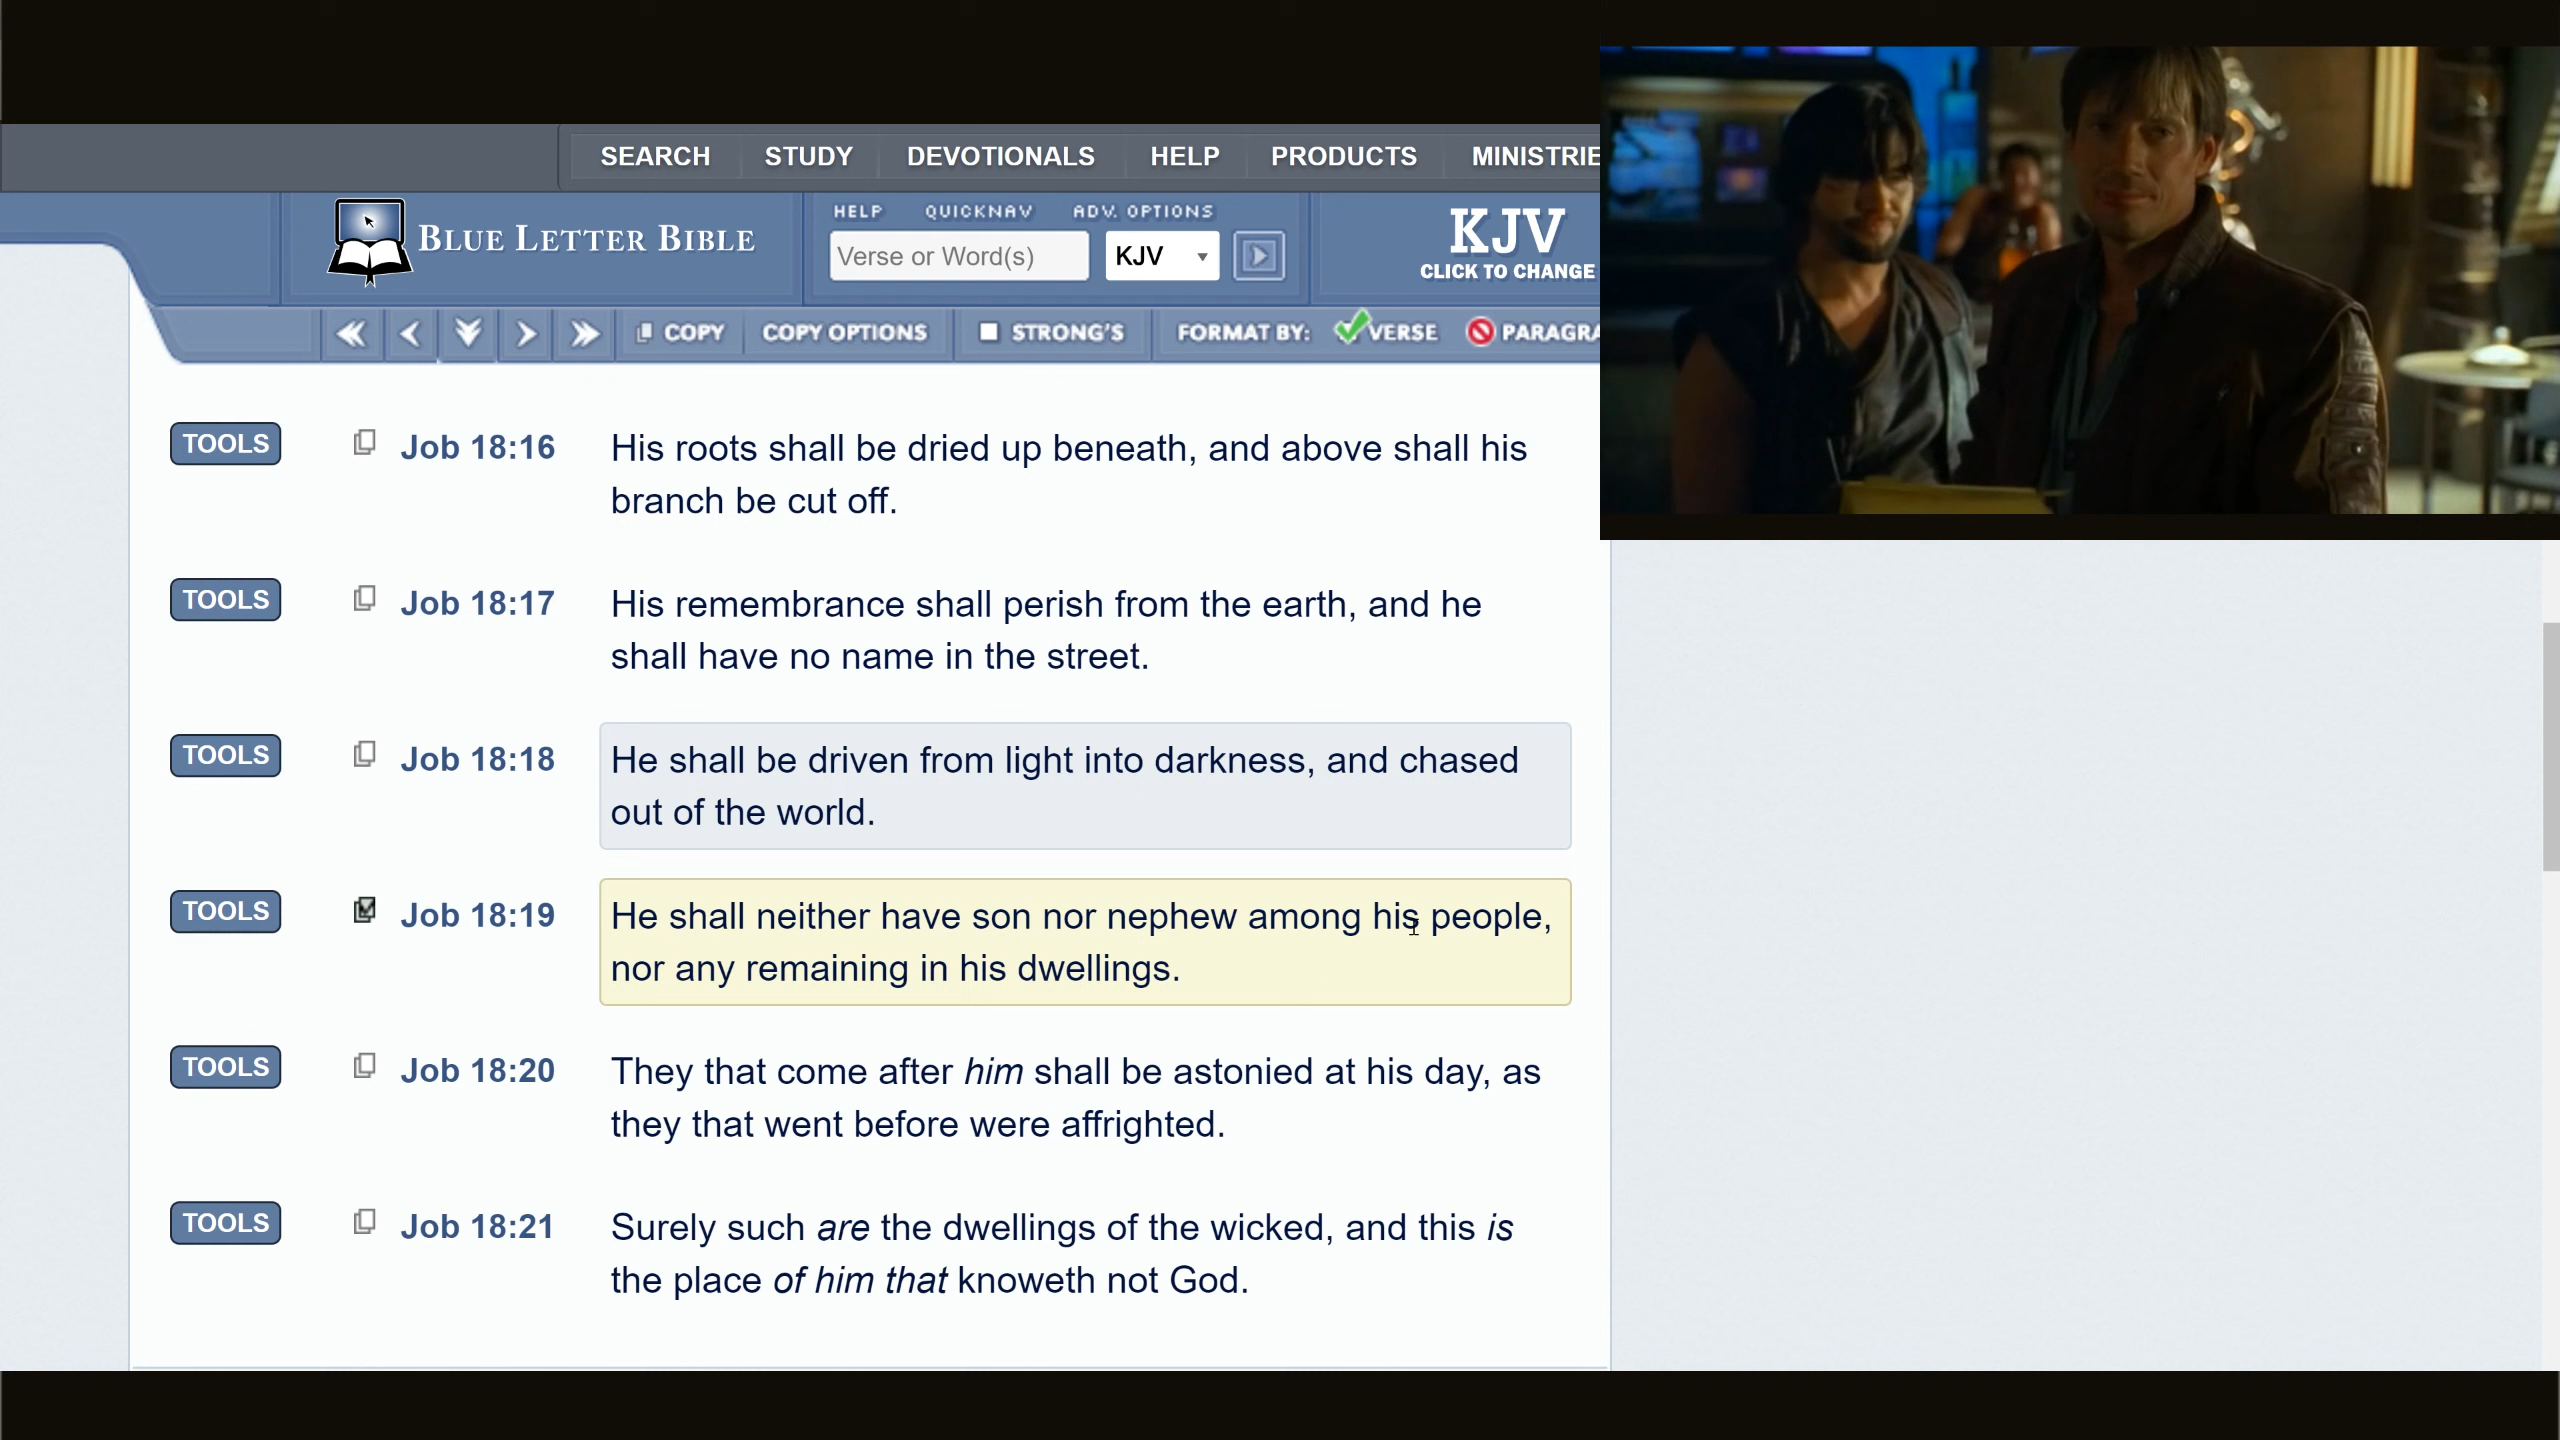 SEARCH STUDY DEVOTIONALS HELP PRODUCTS MINISTRIE
HELP QUICKNAV ADV. OPTIONS
BLUE LETTER BIBLE
Verse or Word(s) KJV
KJV
CLICK TO CHANGE
COPY COPY OPTIONS STRONG'S FORMAT BY: VERSE PARAGRA
TOOLS Job 18:16 His roots shall be dried up beneath, and above shall his
branch be cut off.
TOOLS Job 18:17 His remembrance shall perish from the earth, and he
shall have no name in the street.
TOOLS Job 18:18 He shall be driven from light into darkness, and chased
out of the world.
TOOLS Job 18:19 He shall neither have son nor nephew among his people,
nor any remaining in his dwellings.
TOOLS Job 18:20 They that come after him shall be astonied at his day, as
they that went before were affrighted.
TOOLS Job 18:21 Surely such are the dwellings of the wicked, and this is
the place of him that knoweth not God.